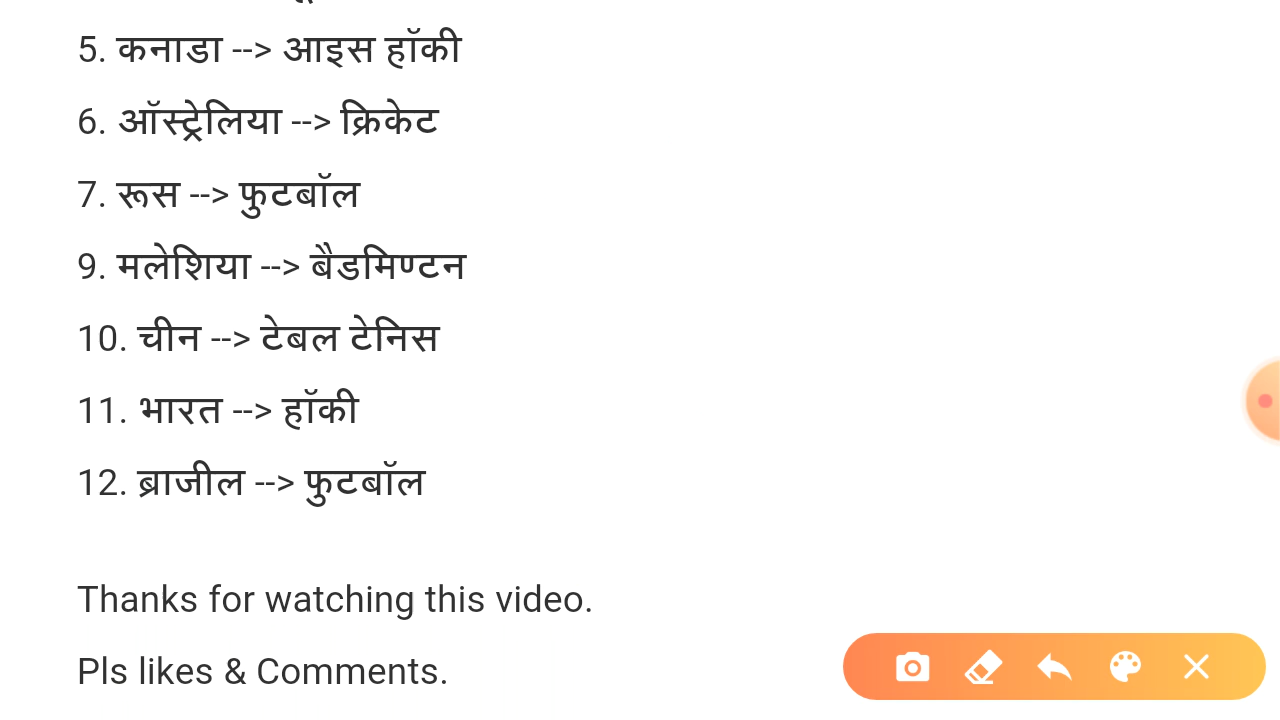 5. कनाडा --> आइस हॉकी
6. ऑस्ट्रेलिया --> क्रिकेट
7. रूस --> फुटबॉल
9. मलेशिया --> बैडमिण्टन
10. चीन --> टेबल टेनिस
11. भारत --> हॉकी
12. ब्राजील --> फुटबॉल
Thanks for watching this video.
Pls likes & Comments.